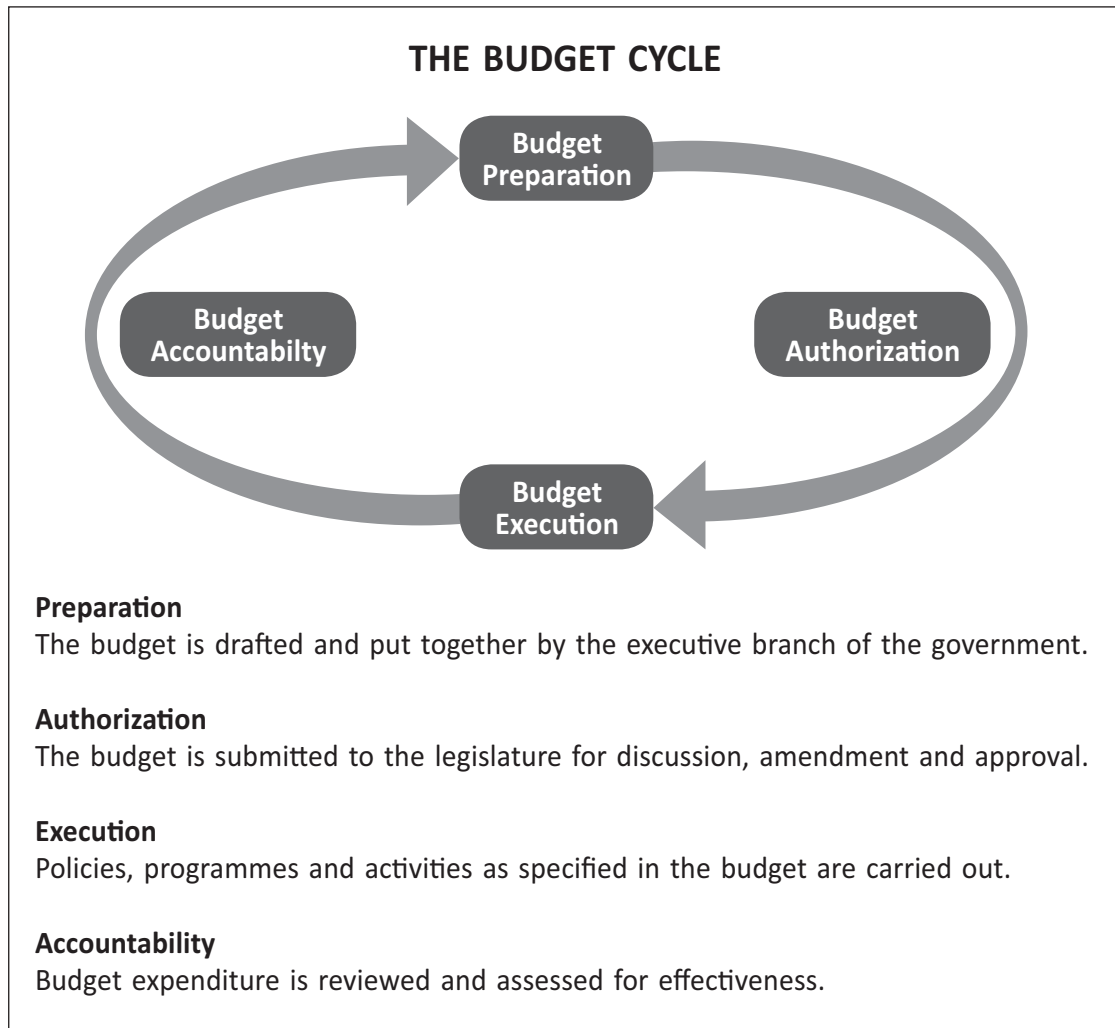 THE BUDGET CYCLE
Budget
Preparation
Budget
Accountabilty
Budget
Authorization
Budget
Execution
Preparation
The budget is drafted and put together by the executive branch of the government.
Authorization
The budget is submitted to the legislature for discussion, amendment and approval.
Execution
Policies, programmes and activities as specified in the budget are carried out.
Accountability
Budget expenditure is reviewed and assessed for effectiveness.